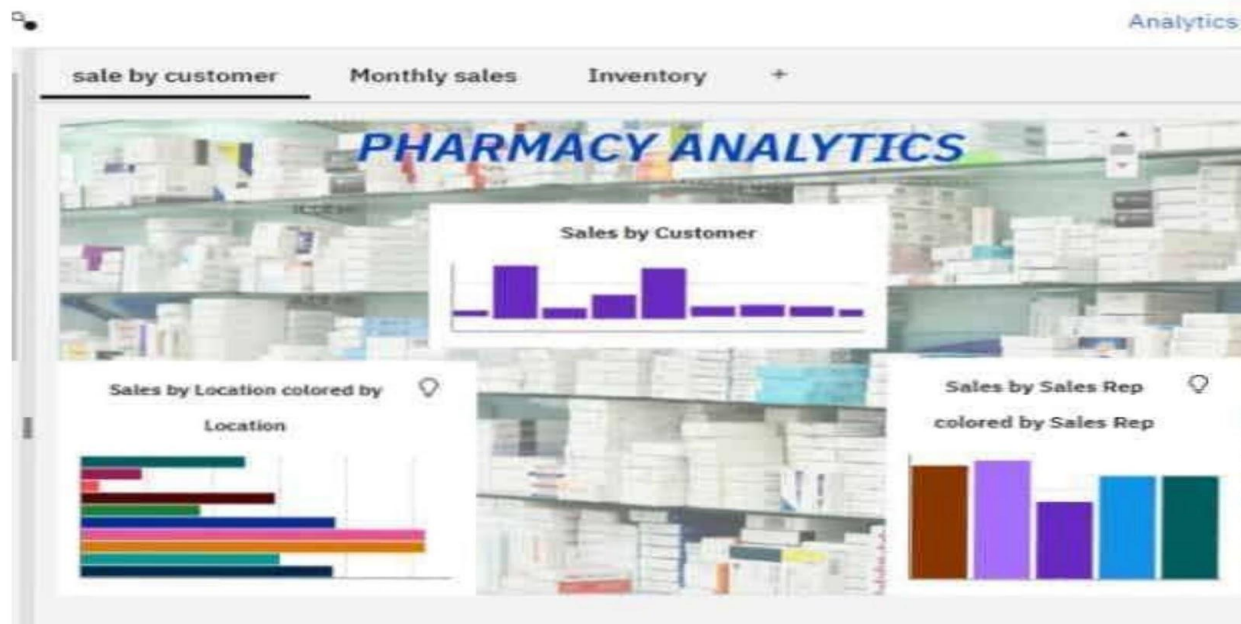 Analytics
sale by customer Monthly sales Inventory +
PHARMACY ANALYTICS
Sales by Customer
Sales by Location colored by
Location
Sales by Sales Rep
colored by Sales Rep